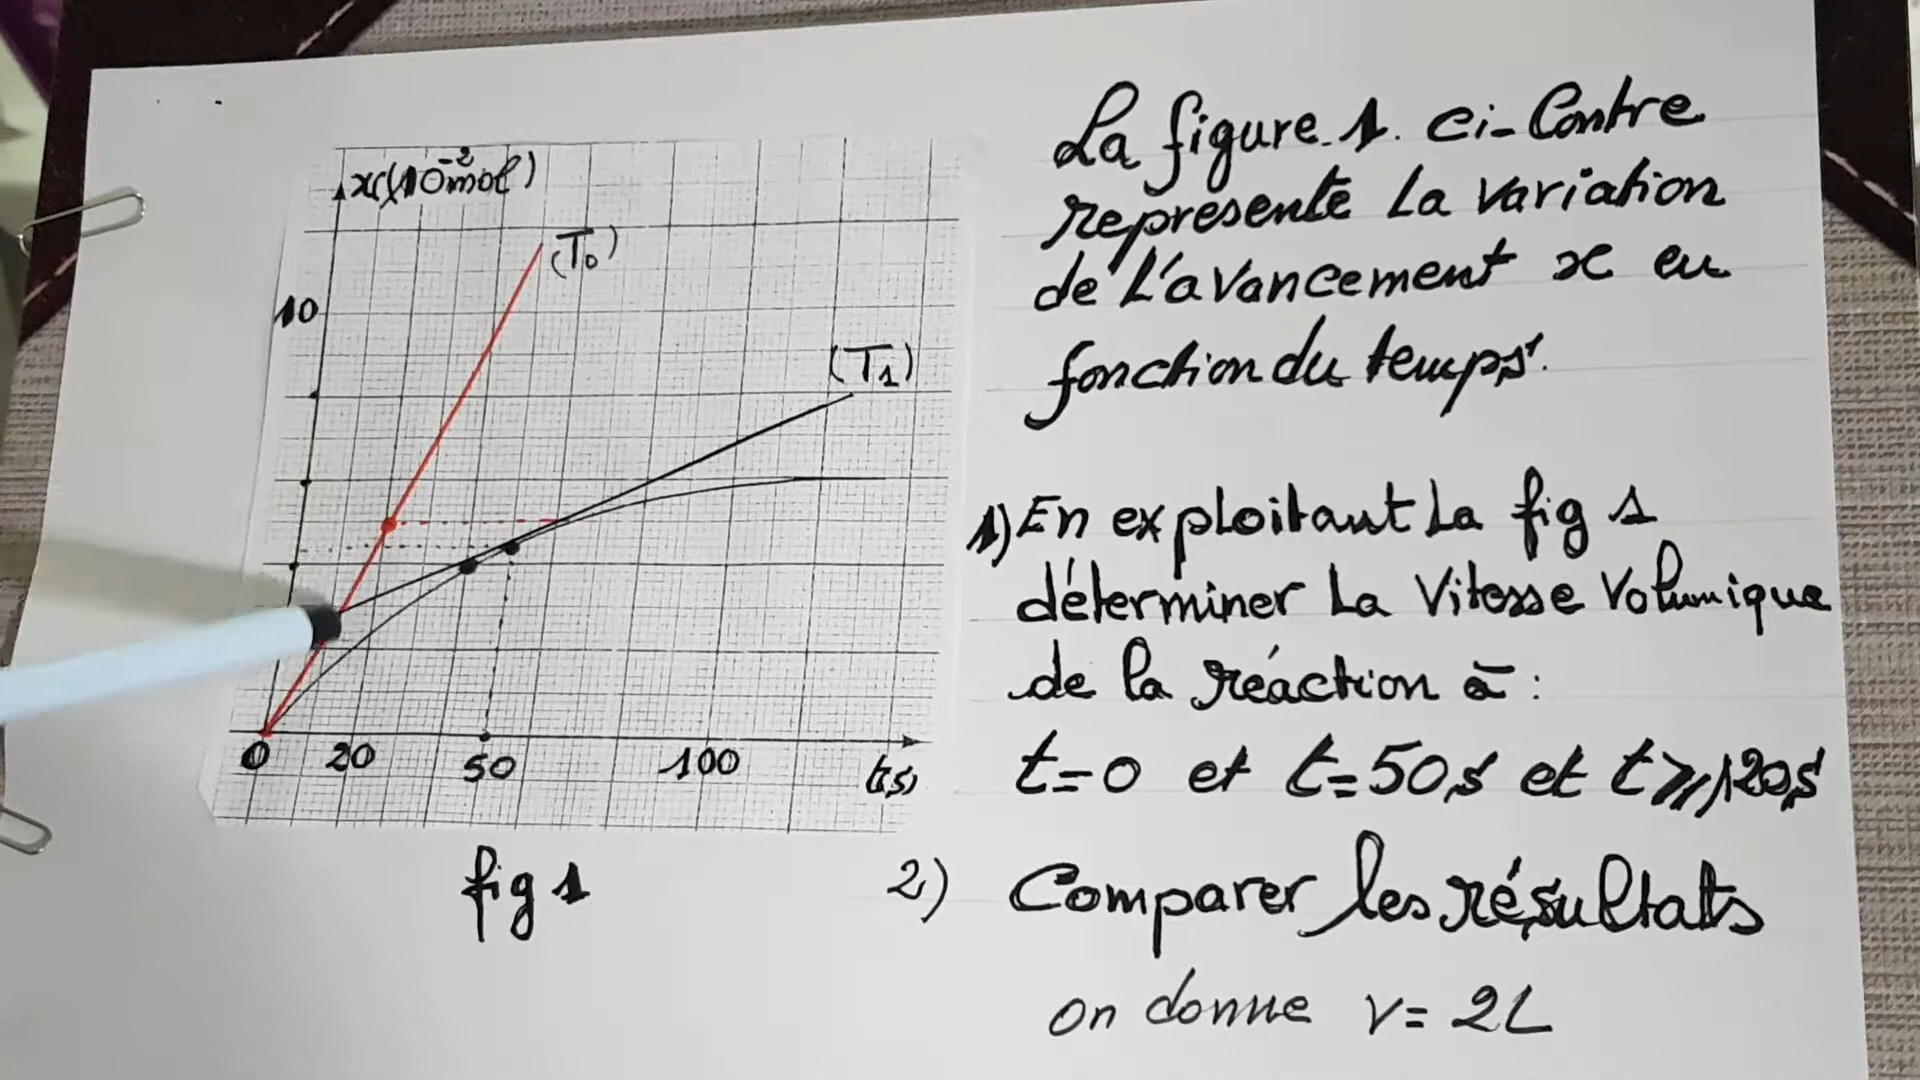 x(10⁻²mol)
(T₀)
10
(T₁)
0 20 50 100 t(s)
fig 1
La figure 1. ci-contre
représente la variation
de l'avancement x en
fonction du temps.
1) En exploitant la fig 1
déterminer la vitesse volumique
de la réaction à :
t=0 et t=50s et t⩾120s
2) Comparer les résultats
on donne V= 2L